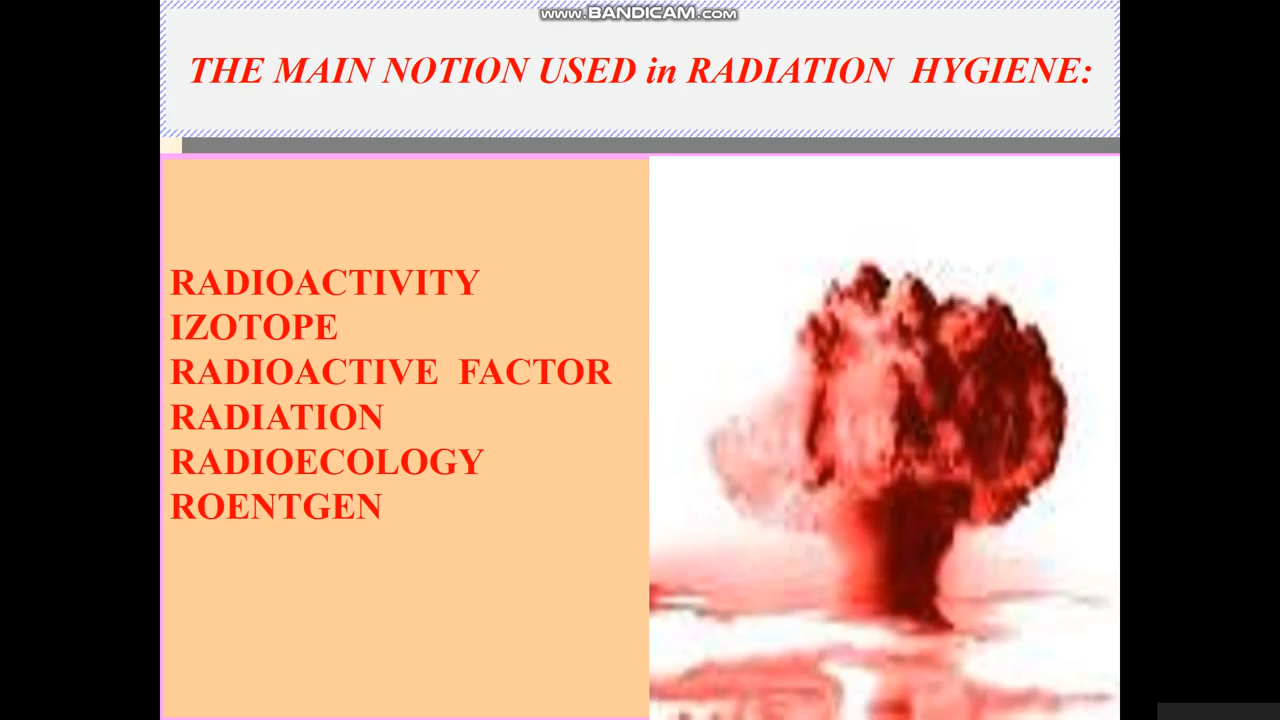 www.BANDICAM.com
THE MAIN NOTION USED in RADIATION HYGIENE:
RADIOACTIVITY
IZOTOPE
RADIOACTIVE FACTOR
RADIATION
RADIOECOLOGY
ROENTGEN